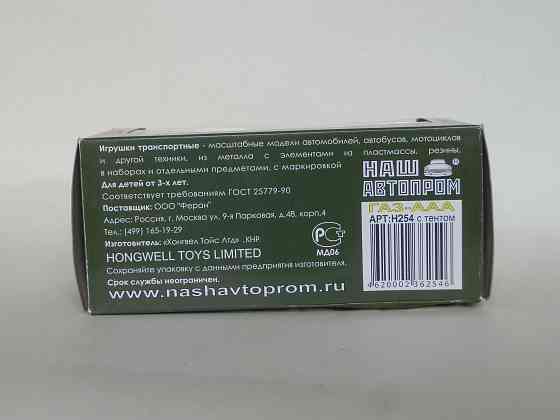 Игрушки транспортные - масштабные модели автомобилей, автобусов, мотоциклов
и другой техники, из металла с элементами из пластмассы, резины,
в наборах и отдельными предметами, с маркировкой
Для детей от 3-х лет.
Соответствует требованиям ГОСТ 25779-90
Поставщик: ООО "Ферон"
Адрес: Россия, г. Москва ул. 9-я Парковая, д.48, корп.4
Тел.: (499) 165-19-29
Изготовитель: «Хонгвел Тойс Лтд» ,КНР.
HONGWELL TOYS LIMITED
Сохраняйте упаковку с данными предприятия изготовителя.
Срок службы неограничен.
www.nashavtoprom.ru
РСТ
МД06
НАШ ®
АВТОПРОМ
ГАЗ-ААА
АРТ:H254 с тентом
4620002362546